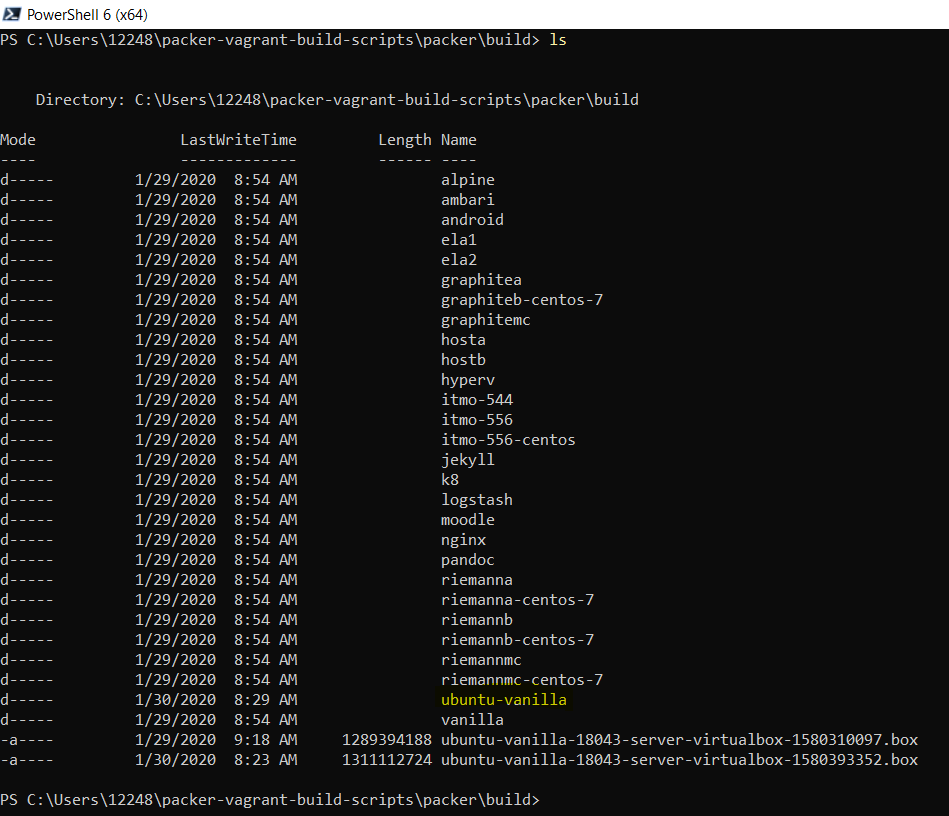 PowerShell 6 (x64)
PS C:\Users\12248\packer-vagrant-build-scripts\packer\build> ls
    Directory: C:\Users\12248\packer-vagrant-build-scripts\packer\build
Mode                LastWriteTime         Length Name
----                -------------         ------ ----
d-----         1/29/2020  8:54 AM                alpine
d-----         1/29/2020  8:54 AM                ambari
d-----         1/29/2020  8:54 AM                android
d-----         1/29/2020  8:54 AM                ela1
d-----         1/29/2020  8:54 AM                ela2
d-----         1/29/2020  8:54 AM                graphitea
d-----         1/29/2020  8:54 AM                graphiteb-centos-7
d-----         1/29/2020  8:54 AM                graphitemc
d-----         1/29/2020  8:54 AM                hosta
d-----         1/29/2020  8:54 AM                hostb
d-----         1/29/2020  8:54 AM                hyperv
d-----         1/29/2020  8:54 AM                itmo-544
d-----         1/29/2020  8:54 AM                itmo-556
d-----         1/29/2020  8:54 AM                itmo-556-centos
d-----         1/29/2020  8:54 AM                jekyll
d-----         1/29/2020  8:54 AM                k8
d-----         1/29/2020  8:54 AM                logstash
d-----         1/29/2020  8:54 AM                moodle
d-----         1/29/2020  8:54 AM                nginx
d-----         1/29/2020  8:54 AM                pandoc
d-----         1/29/2020  8:54 AM                riemanna
d-----         1/29/2020  8:54 AM                riemanna-centos-7
d-----         1/29/2020  8:54 AM                riemannb
d-----         1/29/2020  8:54 AM                riemannb-centos-7
d-----         1/29/2020  8:54 AM                riemannmc
d-----         1/29/2020  8:54 AM                riemannmc-centos-7
d-----         1/30/2020  8:29 AM                ubuntu-vanilla
d-----         1/29/2020  8:54 AM                vanilla
-a----         1/29/2020  9:18 AM     1289394188 ubuntu-vanilla-18043-server-virtualbox-1580310097.box
-a----         1/30/2020  8:23 AM     1311112724 ubuntu-vanilla-18043-server-virtualbox-1580393352.box
PS C:\Users\12248\packer-vagrant-build-scripts\packer\build>